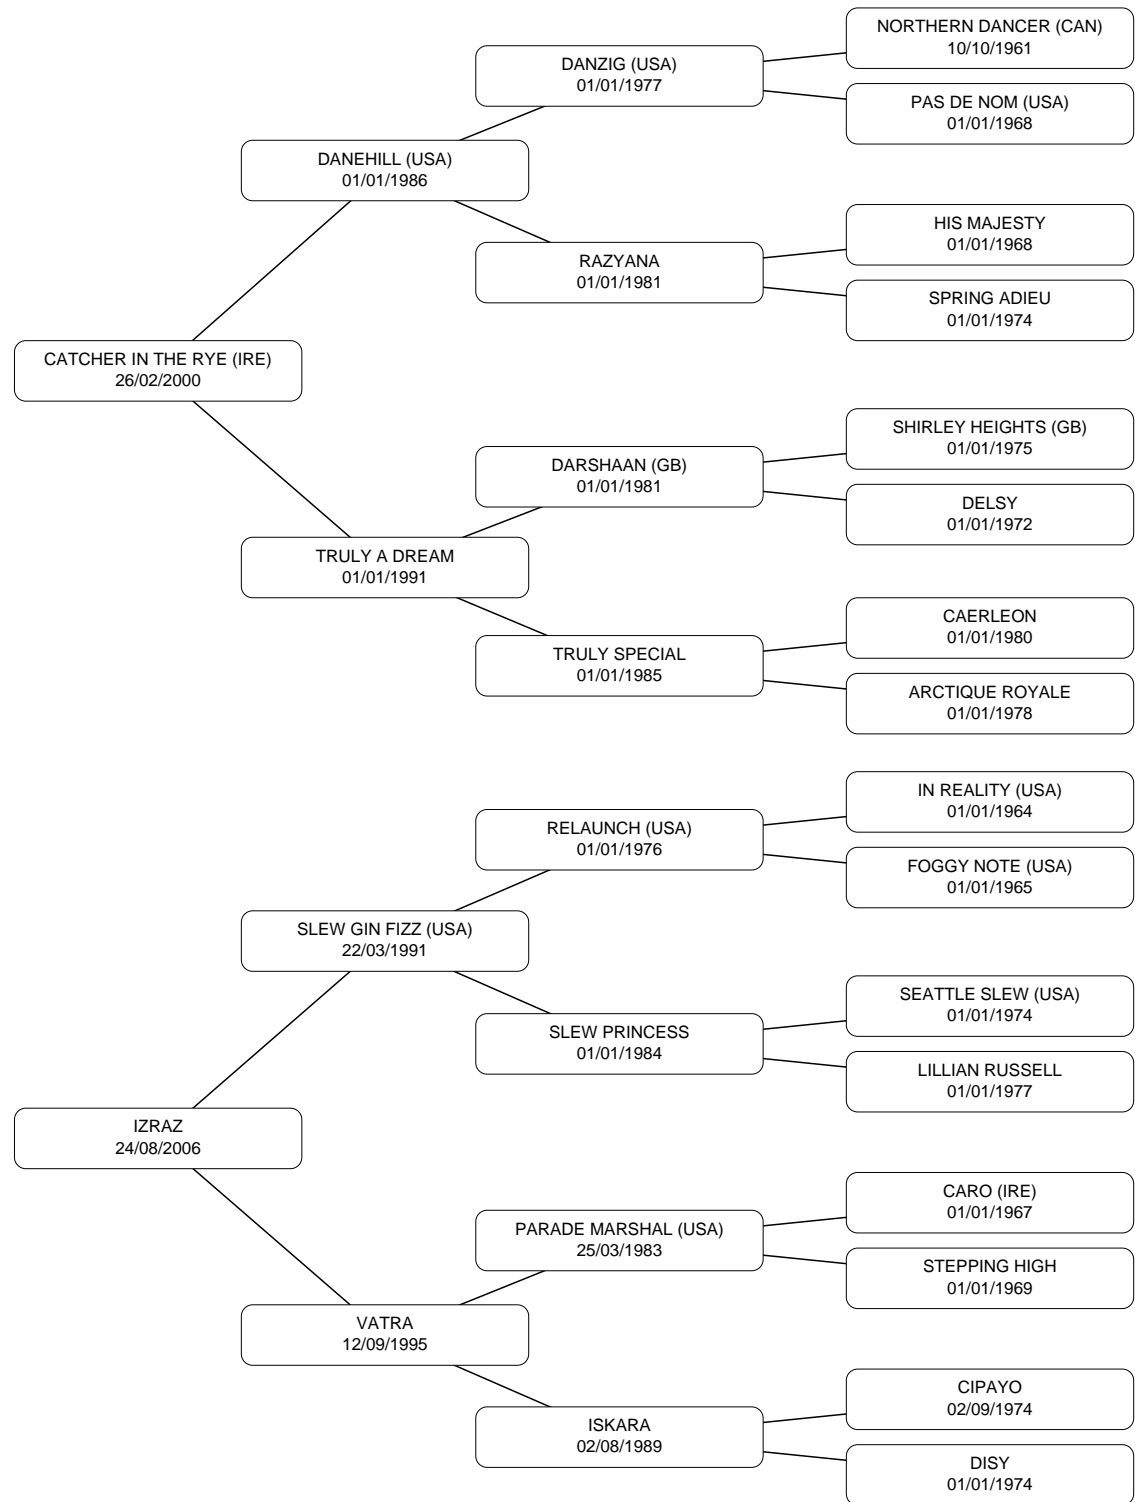 NORTHERN DANCER (CAN)
10/10/1961
DANZIG (USA)
01/01/1977
PAS DE NOM (USA)
01/01/1968
DANEHILL (USA)
01/01/1986
HIS MAJESTY
01/01/1968
RAZYANA
01/01/1981
SPRING ADIEU
01/01/1974
CATCHER IN THE RYE (IRE)
26/02/2000
SHIRLEY HEIGHTS (GB)
01/01/1975
DARSHAAN (GB)
01/01/1981
DELSY
01/01/1972
TRULY A DREAM
01/01/1991
CAERLEON
01/01/1980
TRULY SPECIAL
01/01/1985
ARCTIQUE ROYALE
01/01/1978
IN REALITY (USA)
01/01/1964
RELAUNCH (USA)
01/01/1976
FOGGY NOTE (USA)
01/01/1965
SLEW GIN FIZZ (USA)
22/03/1991
SEATTLE SLEW (USA)
01/01/1974
SLEW PRINCESS
01/01/1984
LILLIAN RUSSELL
01/01/1977
IZRAZ
24/08/2006
CARO (IRE)
01/01/1967
PARADE MARSHAL (USA)
25/03/1983
STEPPING HIGH
01/01/1969
VATRA
12/09/1995
CIPAYO
02/09/1974
ISKARA
02/08/1989
DISY
01/01/1974